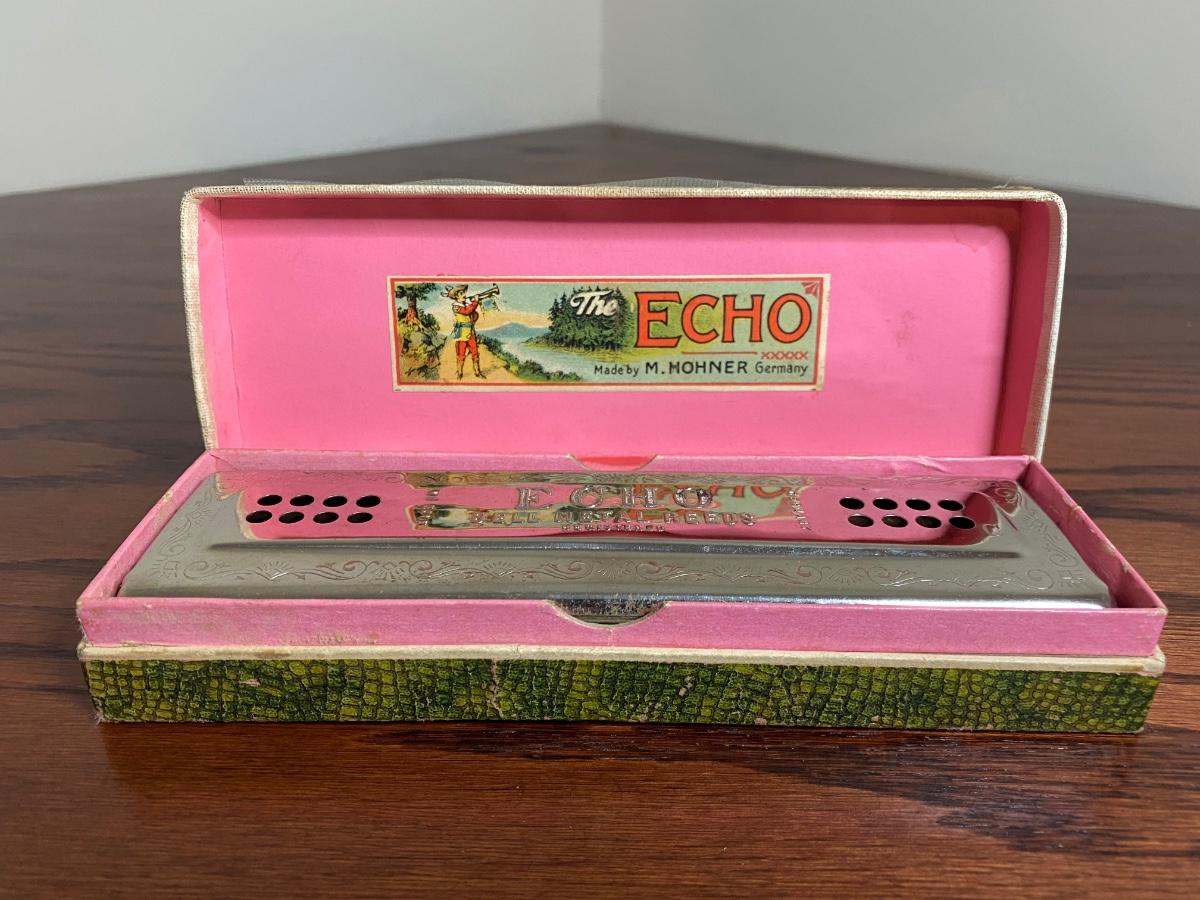 The ECHO
xxxxx
Made by M. HOHNER Germany
ECHO
BELL METAL REEDS